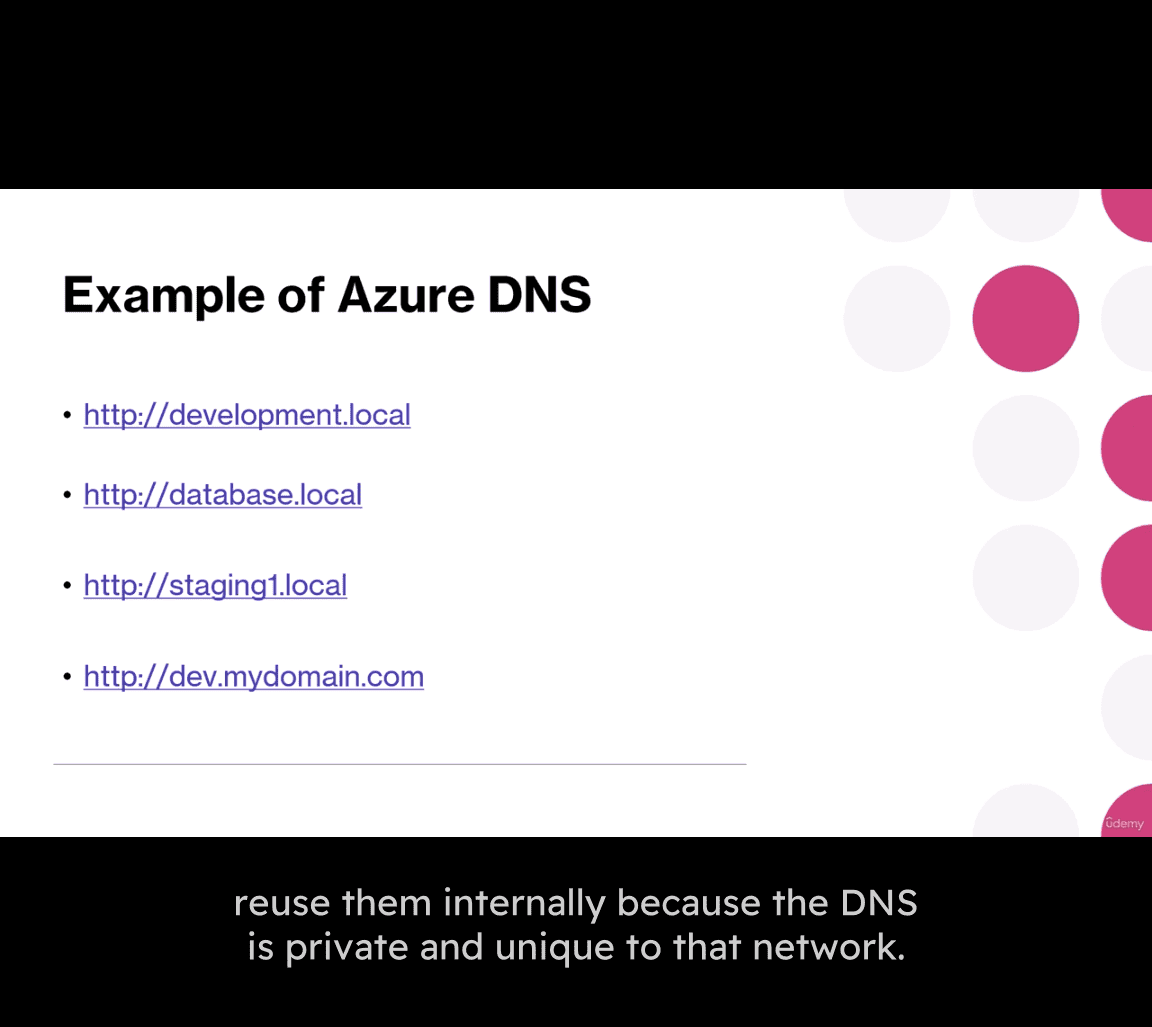 Example of Azure DNS
• http://development.local
• http://database.local
• http://staging1.local
• http://dev.mydomain.com
ûdemy
reuse them internally because the DNS
is private and unique to that network.